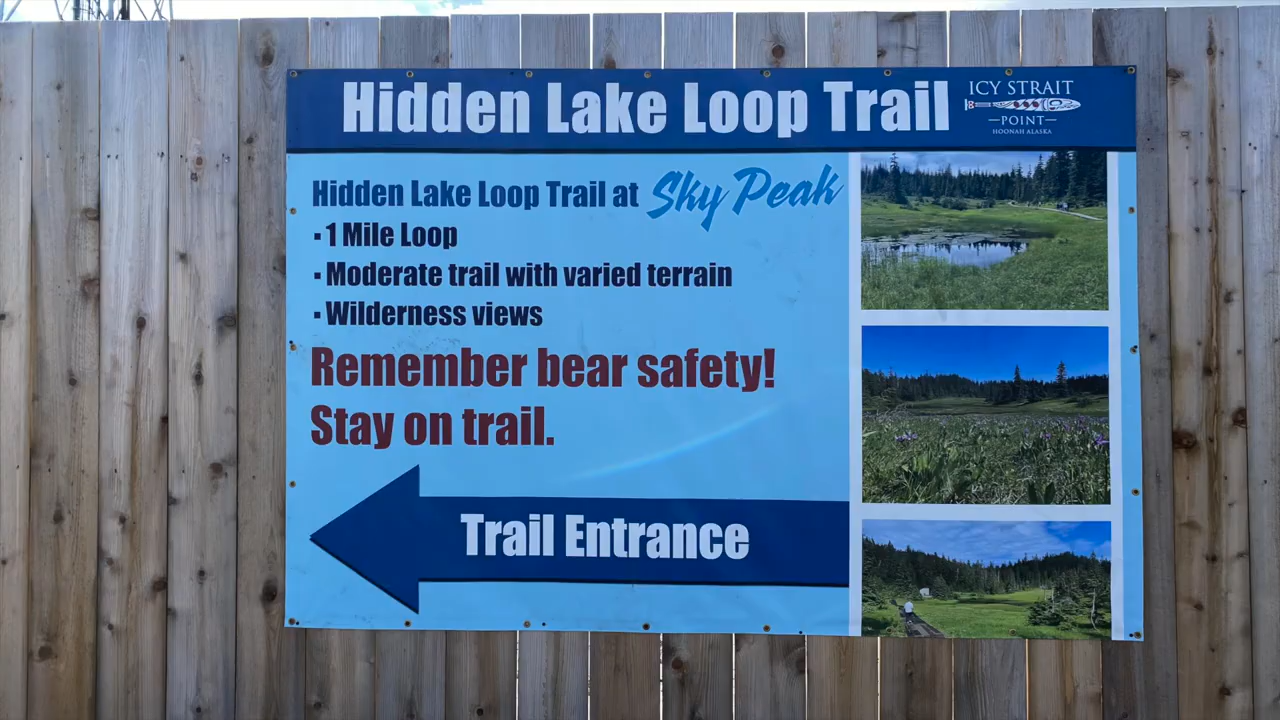 Hidden Lake Loop Trail
ICY STRAIT
—POINT—
HOONAH ALASKA
Hidden Lake Loop Trail at Sky Peak
▪ 1 Mile Loop
▪ Moderate trail with varied terrain
▪ Wilderness views
Remember bear safety!
Stay on trail.
Trail Entrance